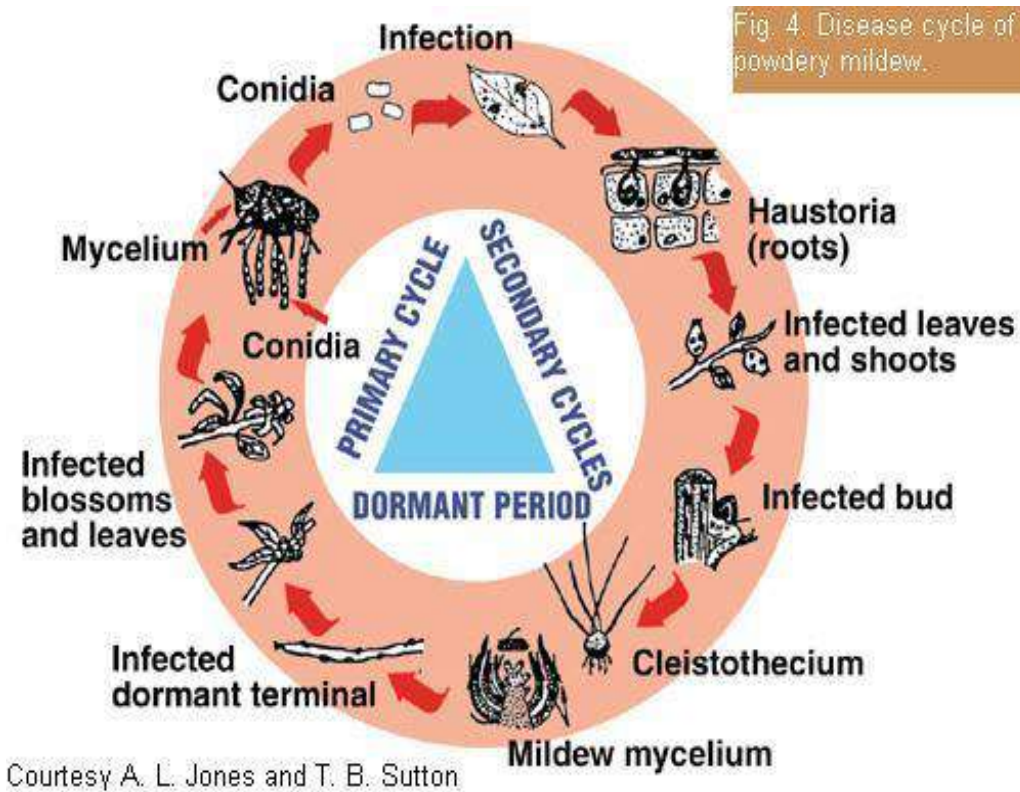 Fig. 4. Disease cycle of
powdery mildew.
Infection
Conidia
Mycelium
Conidia
Haustoria
(roots)
Infected leaves
and shoots
Infected bud
Cleistothecium
Mildew mycelium
Infected
dormant terminal
Infected
blossoms
and leaves
PRIMARY CYCLE
SECONDARY CYCLES
DORMANT PERIOD
Courtesy A. L. Jones and T. B. Sutton